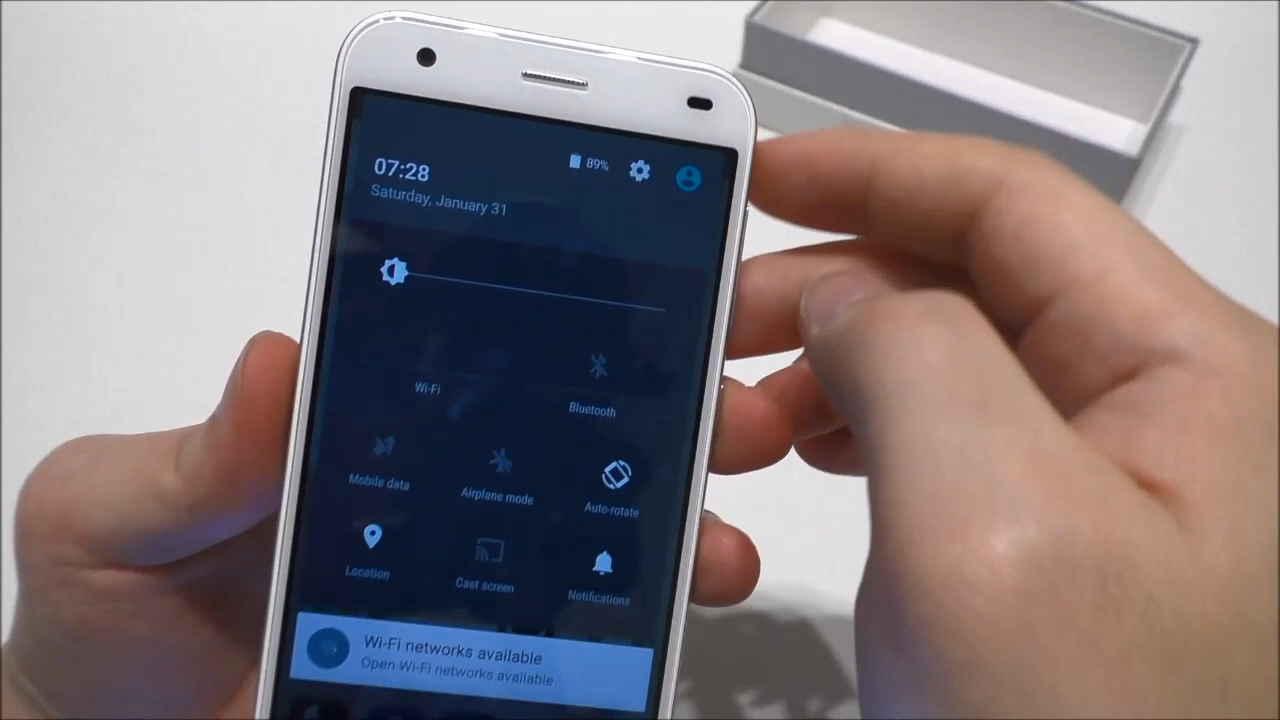 07:28
89%
Saturday, January 31
Wi-Fi
Bluetooth
Mobile data
Airplane mode
Auto-rotate
Location
Cast screen
Notifications
Wi-Fi networks available
Open Wi-Fi networks available